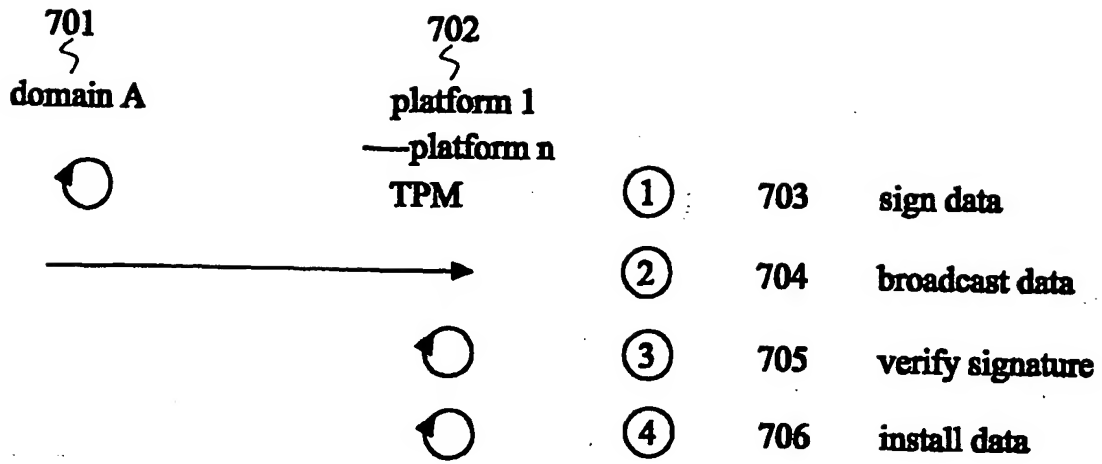 701 702
domain A platform 1
platform n
TPM 1 703 sign data
2 704 broadcast data
3 705 verify signature
4 706 install data